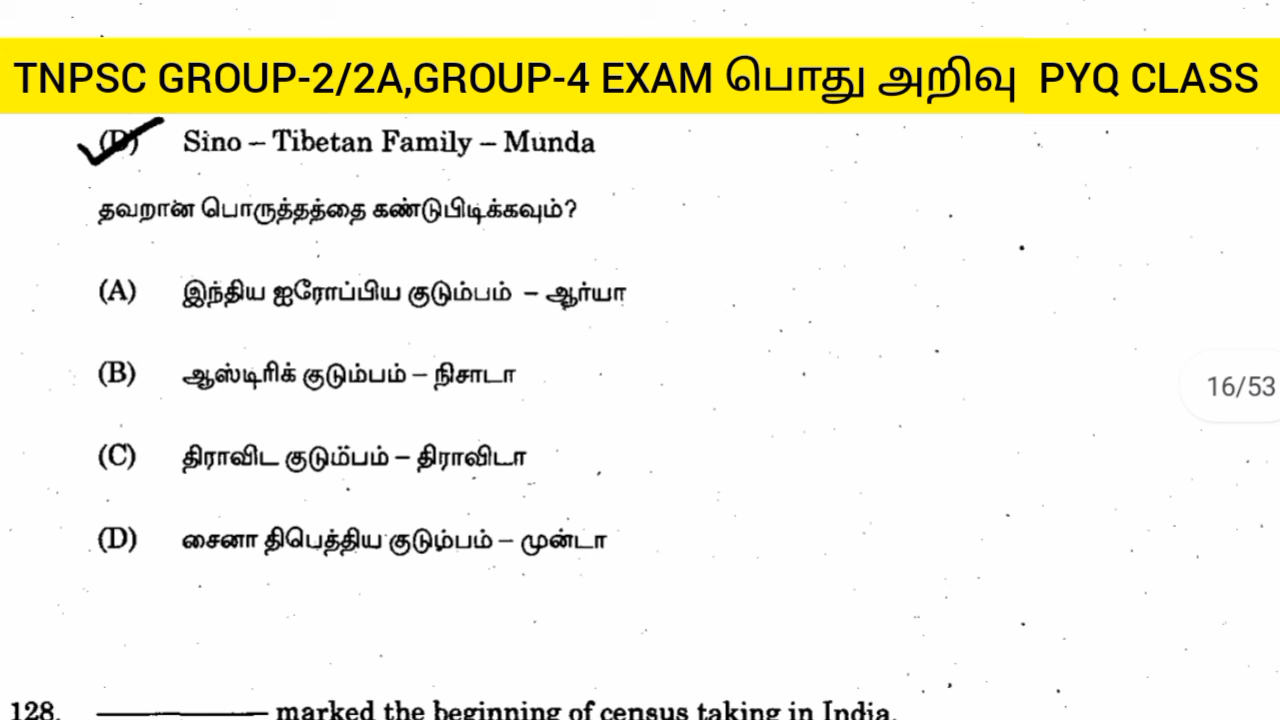 TNPSC GROUP-2/2A,GROUP-4 EXAM பொது அறிவு PYQ CLASS
(D) Sino – Tibetan Family – Munda
தவறான பொருத்தத்தை கண்டுபிடிக்கவும்?
(A) இந்திய ஐரோப்பிய குடும்பம் – ஆர்யா
(B) ஆஸ்டிரிக் குடும்பம் – நிசாடா
(C) திராவிட குடும்பம் – திராவிடா
16/53
(D) சைனா திபெத்திய குடும்பம் – முன்டா
128. ———— marked the beginning of census taking in India.